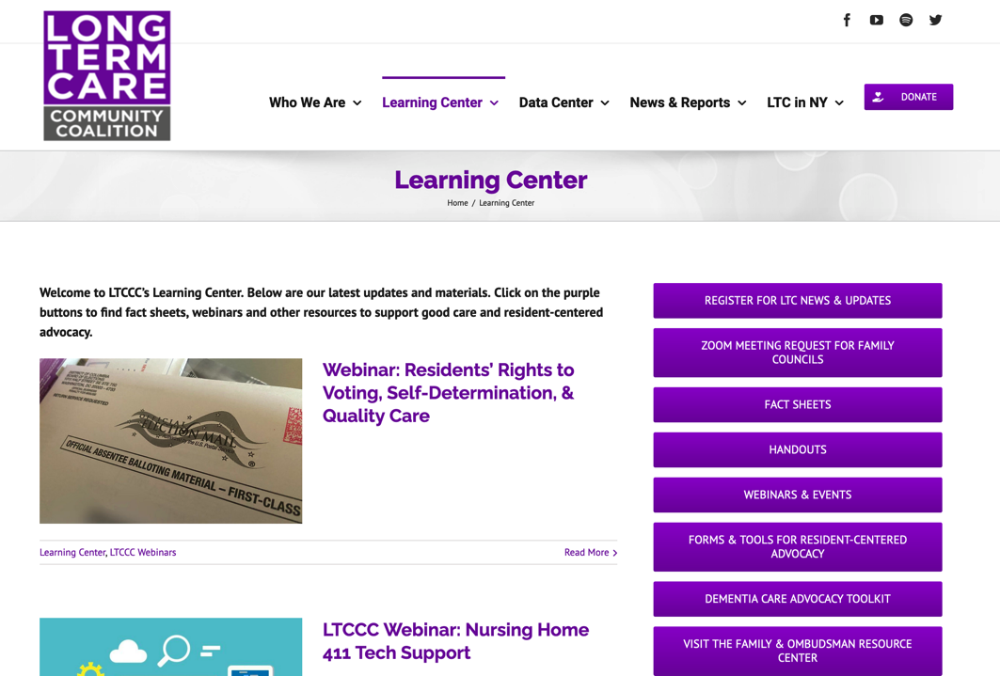 LONG
TERM
CARE
COMMUNITY
COALITION
Who We Are
Learning Center
Data Center
News & Reports
LTC in NY
DONATE
Learning Center
Home / Learning Center
Welcome to LTCCC's Learning Center. Below are our latest updates and materials. Click on the purple
buttons to find fact sheets, webinars and other resources to support good care and resident-centered
advocacy.
RETURN SERVICE REQUESTED
OFFICIAL
ELECTION MAIL
OFFICIAL ABSENTEE BALLOTING MATERIAL – FIRST-CLASS
Webinar: Residents' Rights to
Voting, Self-Determination, &
Quality Care
Learning Center, LTCCC Webinars
Read More
LTCCC Webinar: Nursing Home
411 Tech Support
REGISTER FOR LTC NEWS & UPDATES
ZOOM MEETING REQUEST FOR FAMILY
COUNCILS
FACT SHEETS
HANDOUTS
WEBINARS & EVENTS
FORMS & TOOLS FOR RESIDENT-CENTERED
ADVOCACY
DEMENTIA CARE ADVOCACY TOOLKIT
VISIT THE FAMILY & OMBUDSMAN RESOURCE
CENTER